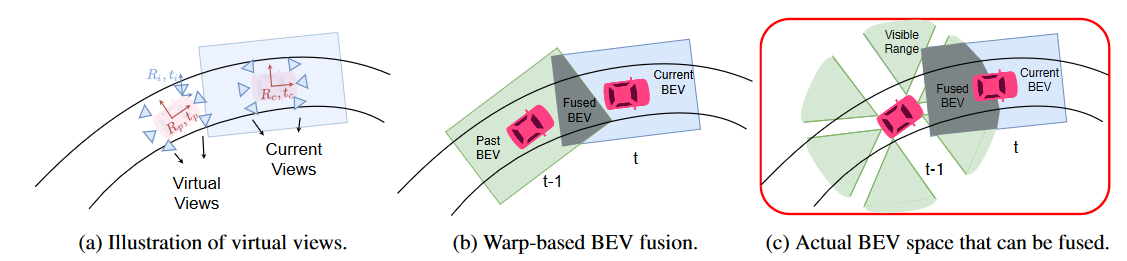 R_i, t_i
R_p, t_p
R_c, t_c
Virtual
Views
Current
Views
(a) Illustration of virtual views.
Past
BEV
Fused
BEV
Current
BEV
t-1
t
(b) Warp-based BEV fusion.
Visible
Range
Fused
BEV
Current
BEV
t-1
t
(c) Actual BEV space that can be fused.